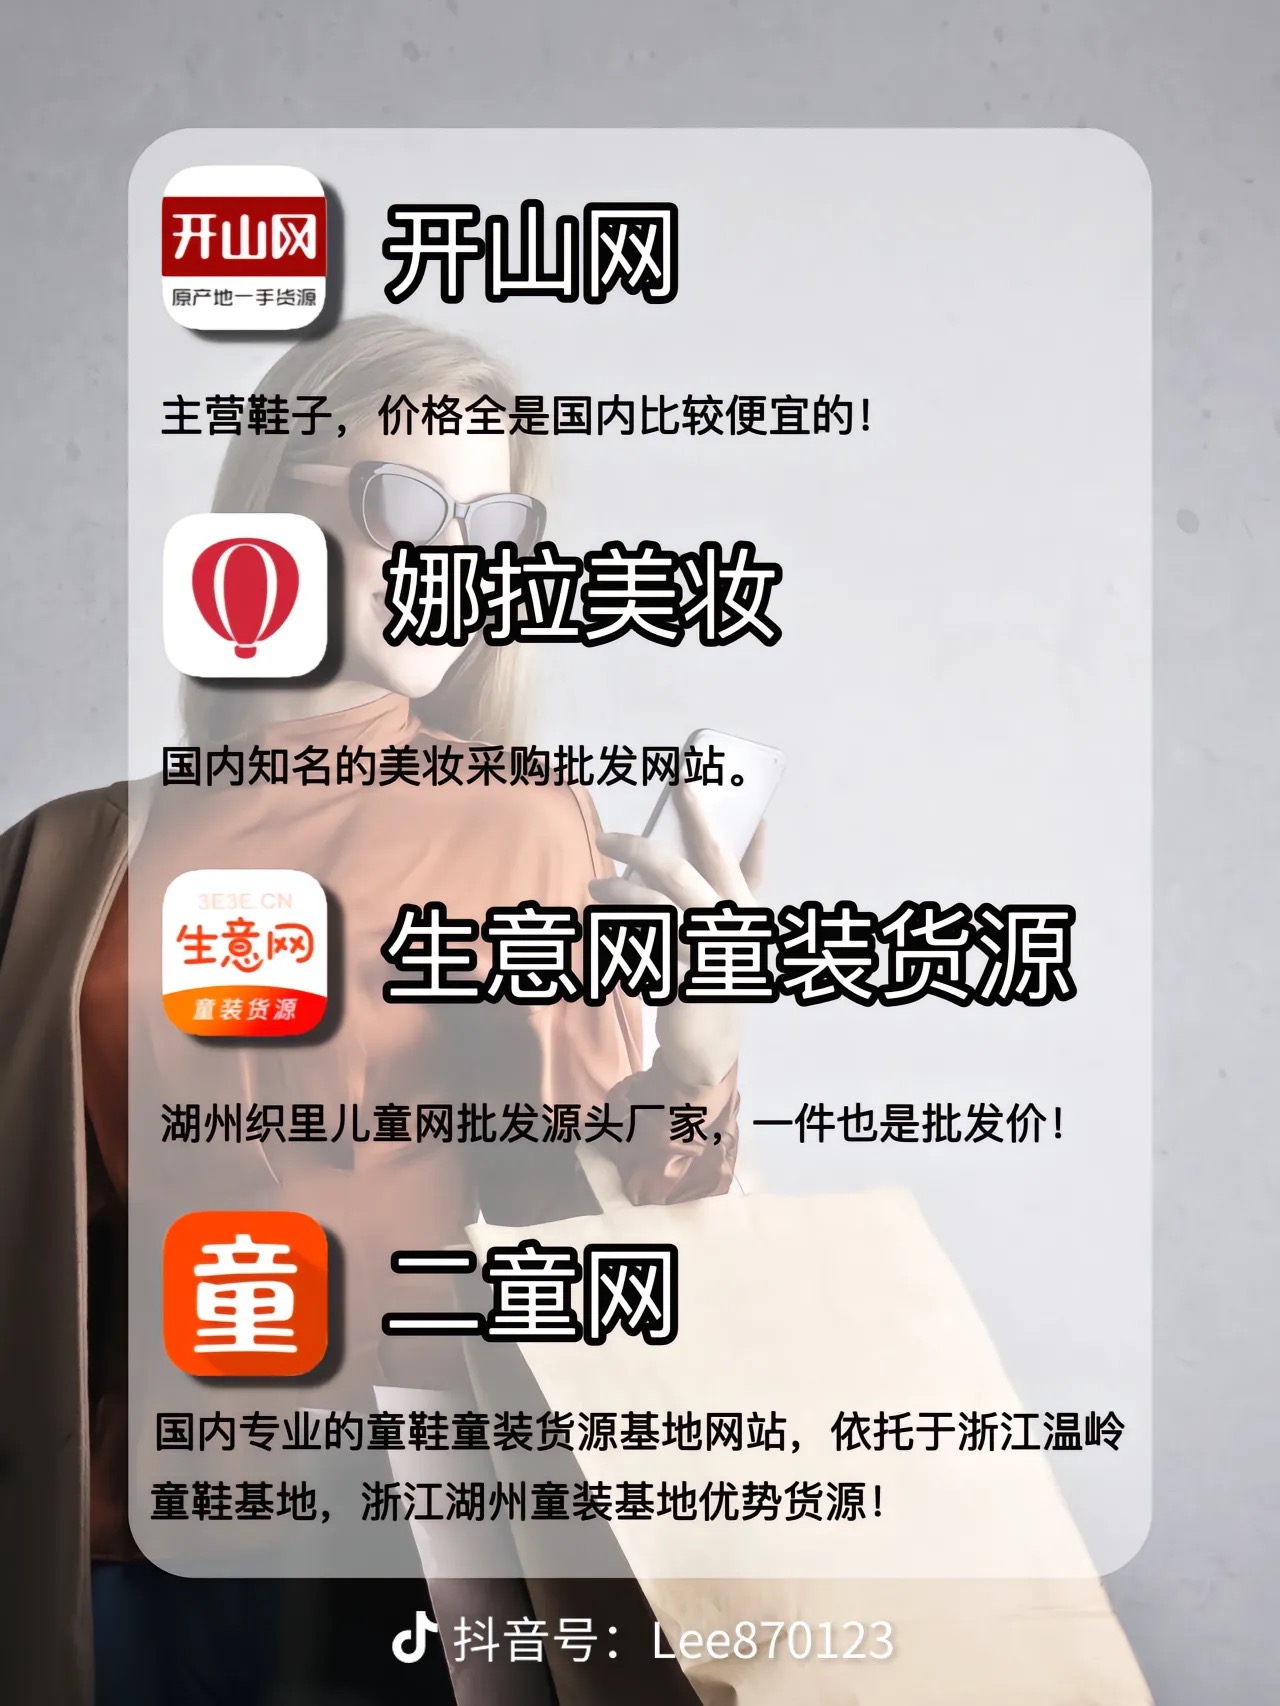 开山网
原产地一手货源
开山网
主营鞋子，价格全是国内比较便宜的！
娜拉美妆
国内知名的美妆采购批发网站。
3E3E.CN
生意网
童装货源
生意网童装货源
湖州织里儿童网批发源头厂家，一件也是批发价！
童
二童网
国内专业的童鞋童装货源基地网站，依托于浙江温岭
童鞋基地，浙江湖州童装基地优势货源！
抖音号：Lee870123